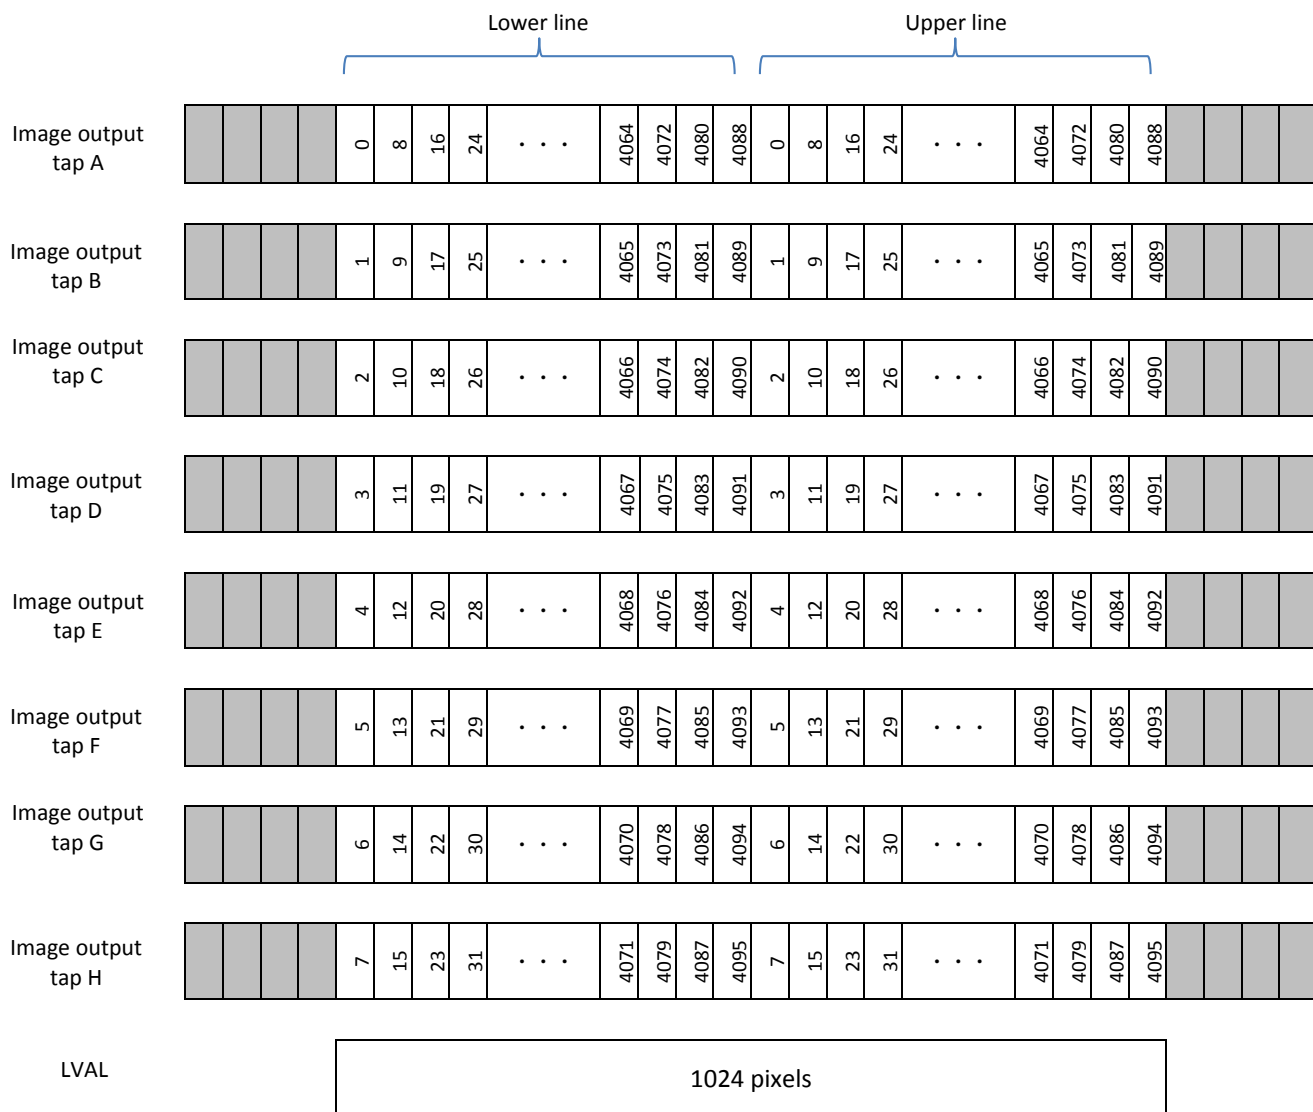 Lower line Upper line
Image output
tap A
0 8 16 24 · · · 4064 4072 4080 4088 0 8 16 24 · · · 4064 4072 4080 4088
Image output
tap B
1 9 17 25 · · · 4065 4073 4081 4089 1 9 17 25 · · · 4065 4073 4081 4089
Image output
tap C
2 10 18 26 · · · 4066 4074 4082 4090 2 10 18 26 · · · 4066 4074 4082 4090
Image output
tap D
3 11 19 27 · · · 4067 4075 4083 4091 3 11 19 27 · · · 4067 4075 4083 4091
Image output
tap E
4 12 20 28 · · · 4068 4076 4084 4092 4 12 20 28 · · · 4068 4076 4084 4092
Image output
tap F
5 13 21 29 · · · 4069 4077 4085 4093 5 13 21 29 · · · 4069 4077 4085 4093
Image output
tap G
6 14 22 30 · · · 4070 4078 4086 4094 6 14 22 30 · · · 4070 4078 4086 4094
Image output
tap H
7 15 23 31 · · · 4071 4079 4087 4095 7 15 23 31 · · · 4071 4079 4087 4095
LVAL
1024 pixels